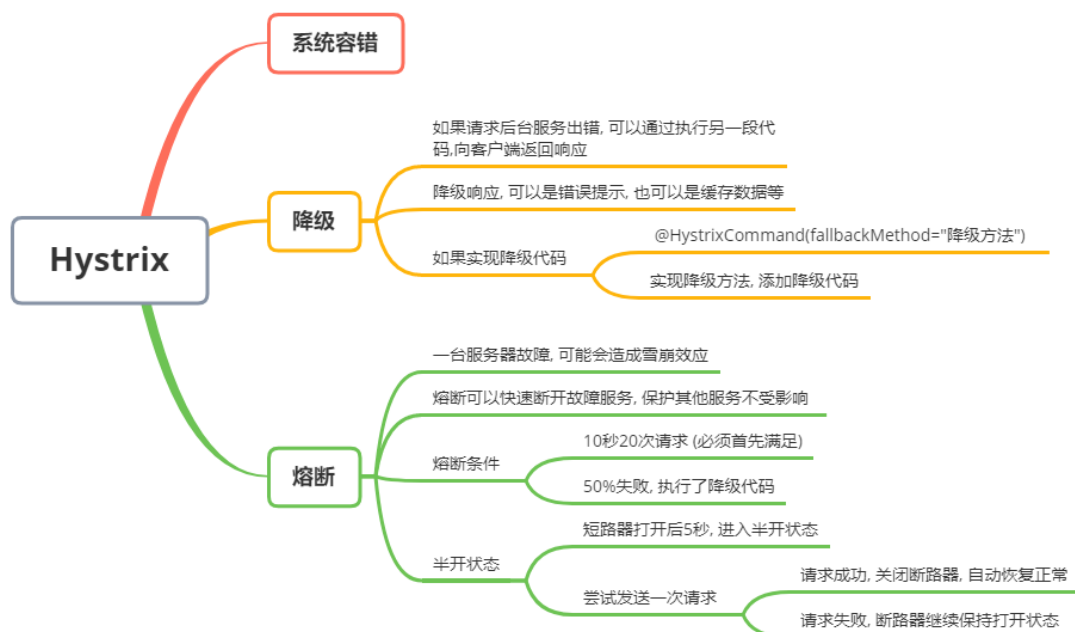 系统容错
如果请求后台服务出错, 可以通过执行另一段代
码,向客户端返回响应
降级响应, 可以是错误提示, 也可以是缓存数据等
降级
@HystrixCommand(fallbackMethod="降级方法")
如果实现降级代码
实现降级方法, 添加降级代码
Hystrix
一台服务器故障, 可能会造成雪崩效应
熔断可以快速断开故障服务, 保护其他服务不受影响
10秒20次请求 (必须首先满足)
熔断条件
熔断
50%失败, 执行了降级代码
短路器打开后5秒, 进入半开状态
半开状态
请求成功, 关闭断路器, 自动恢复正常
尝试发送一次请求
请求失败, 断路器继续保持打开状态